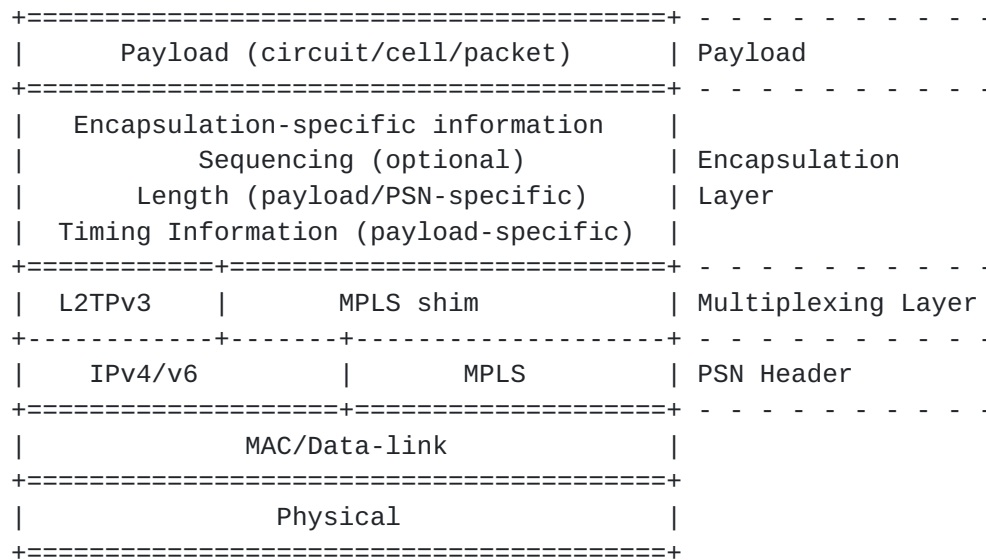 +=========================================+ - - - - - - - - - -
|      Payload (circuit/cell/packet)      | Payload
+=========================================+ - - - - - - - - - -
|   Encapsulation-specific information    |
|           Sequencing (optional)         | Encapsulation
|       Length (payload/PSN-specific)     | Layer
|  Timing Information (payload-specific)  |
+============+============================+ - - - - - - - - - -
|  L2TPv3    |       MPLS shim            | Multiplexing Layer
+------------+-------+--------------------+ - - - - - - - - - -
|    IPv4/v6         |       MPLS         | PSN Header
+====================+====================+ - - - - - - - - - -
|              MAC/Data-link              |
+=========================================+
|                Physical                 |
+=========================================+